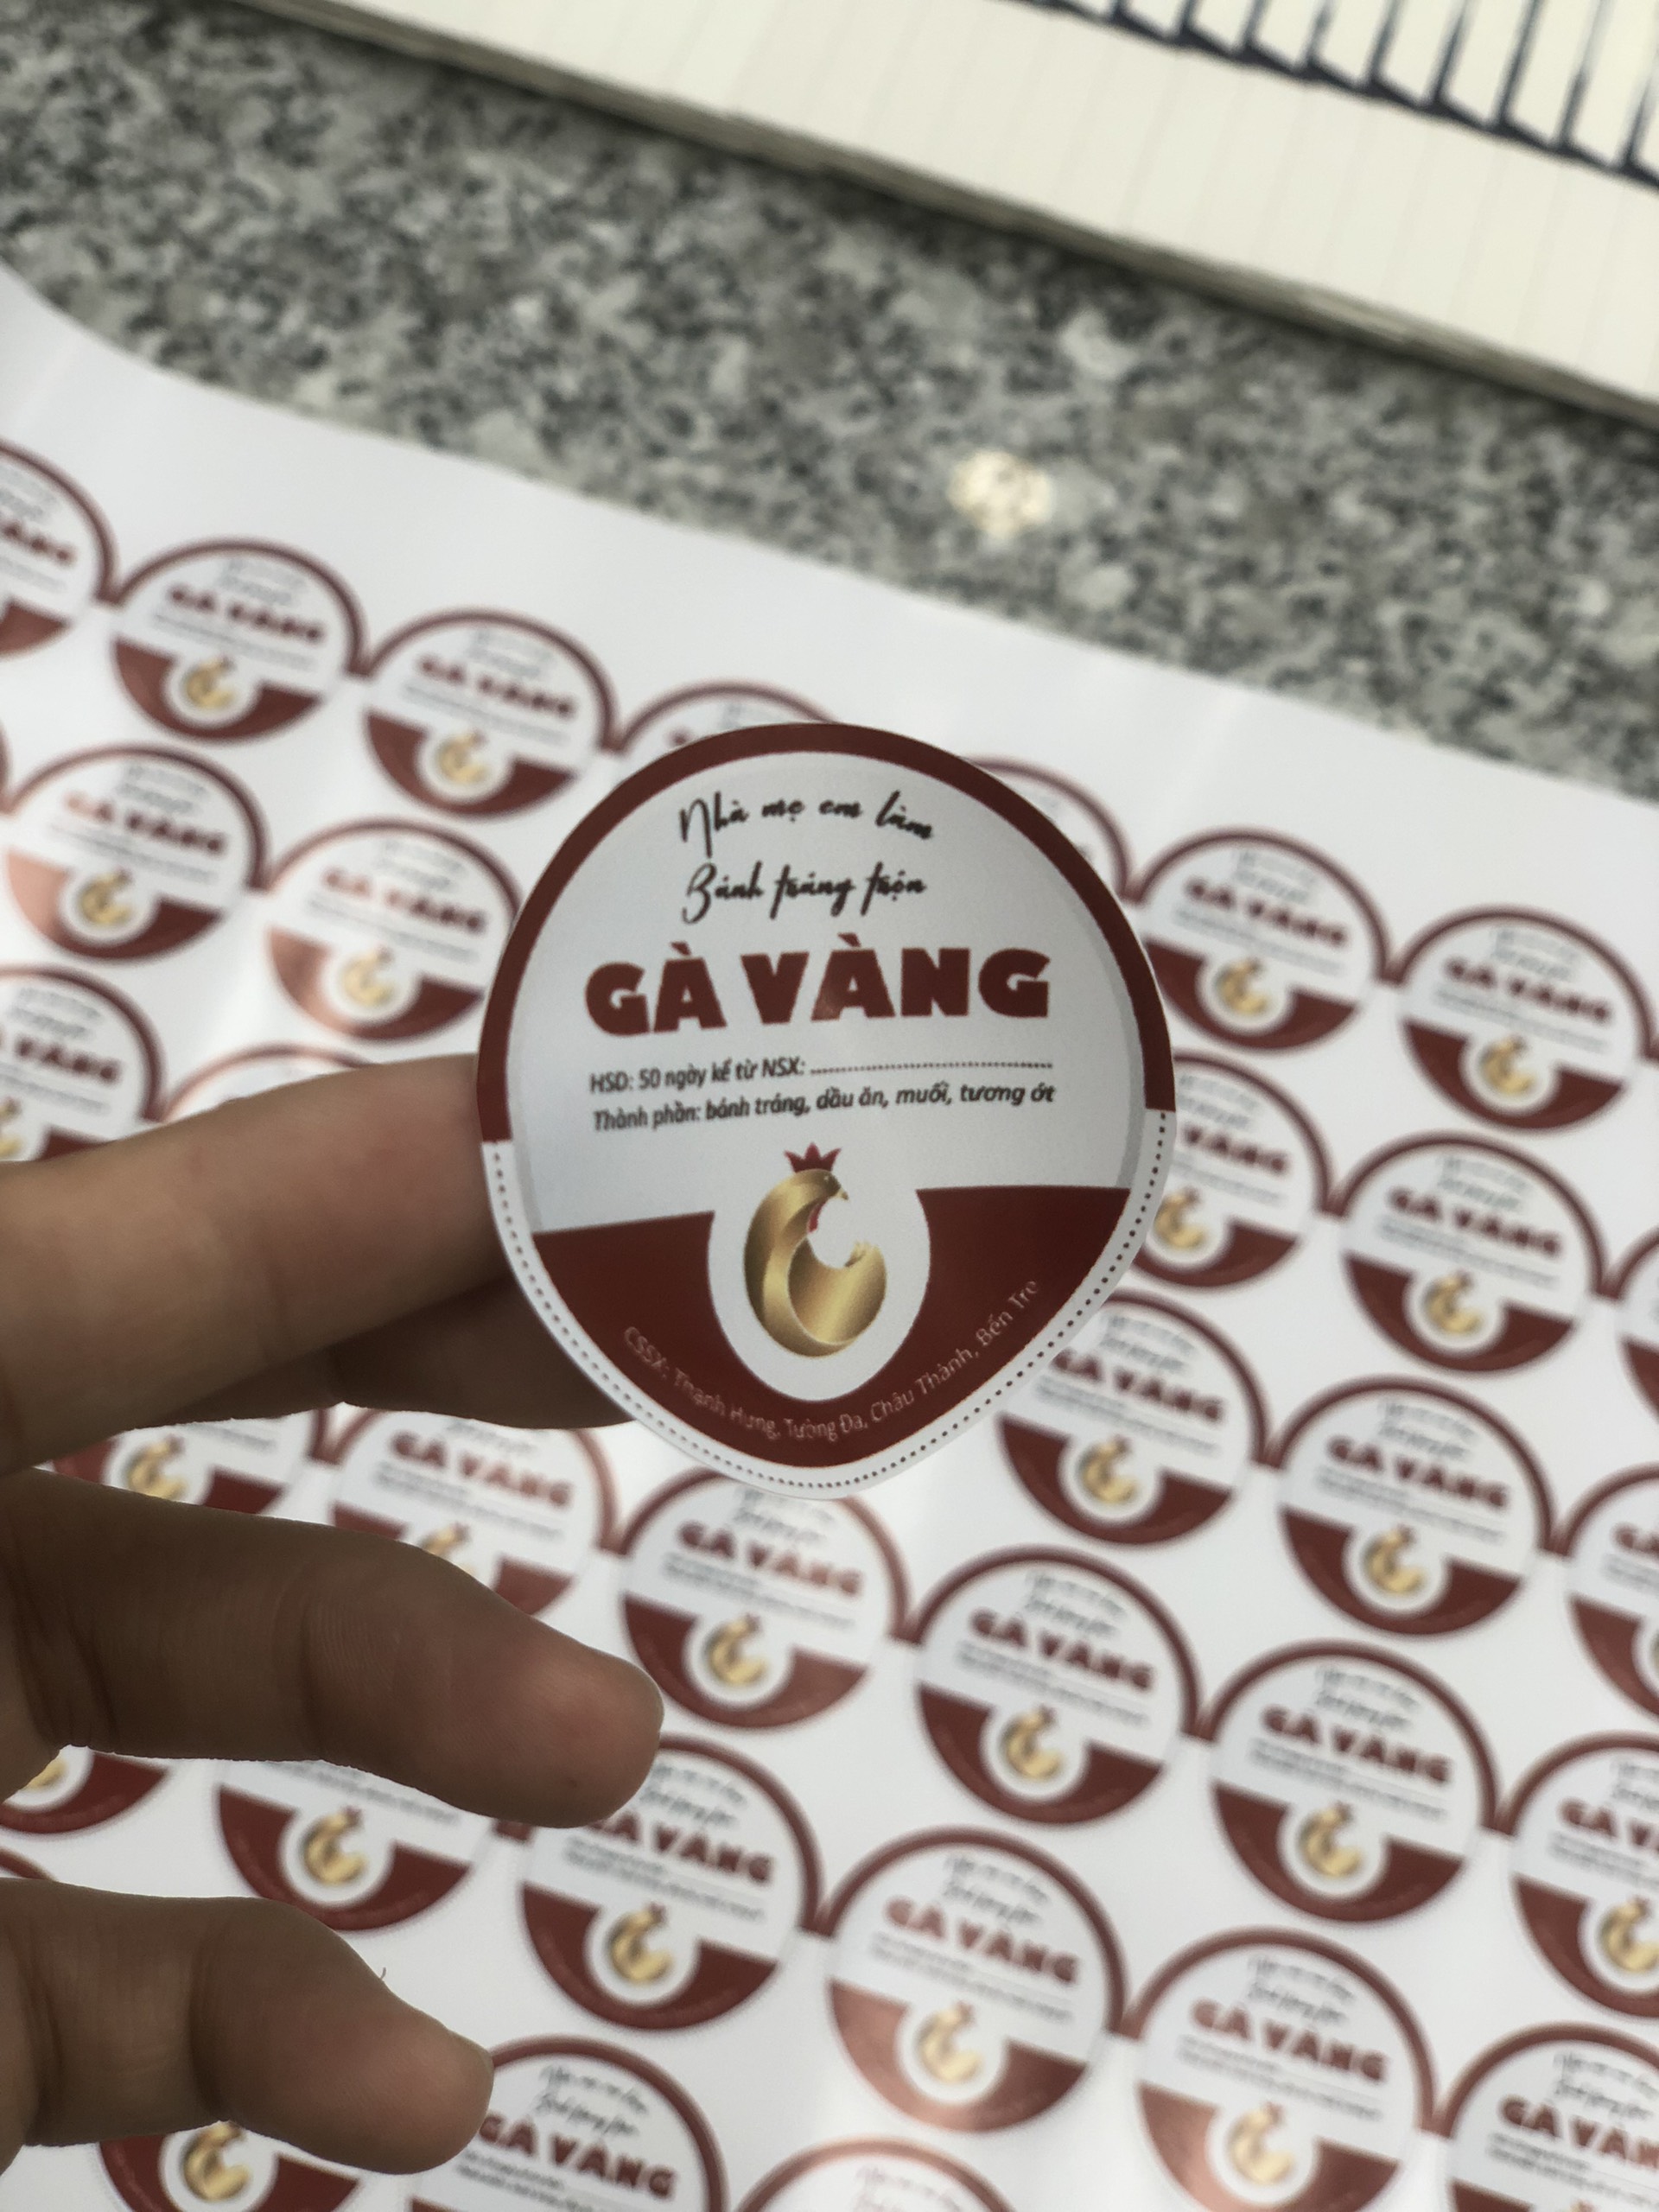 Nhà mẹ em làm
Bánh tráng trộn
GÀ VÀNG
HSD: 50 ngày kể từ NSX: ............................................
Thành phần: bánh tráng, dầu ăn, muối, tương ớt
CSSX: Thạnh Hưng, Tường Đa, Châu Thành, Bến Tre